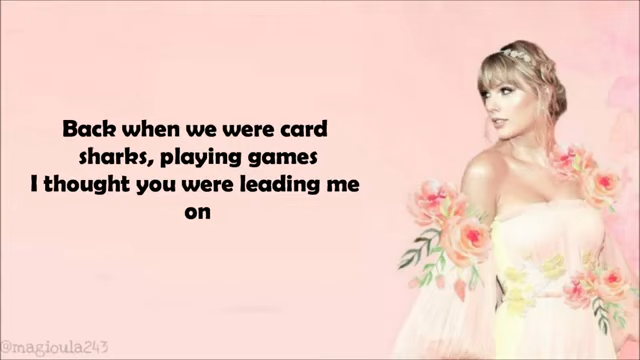 Back when we were card
sharks, playing games
I thought you were leading me
on
@magioula243